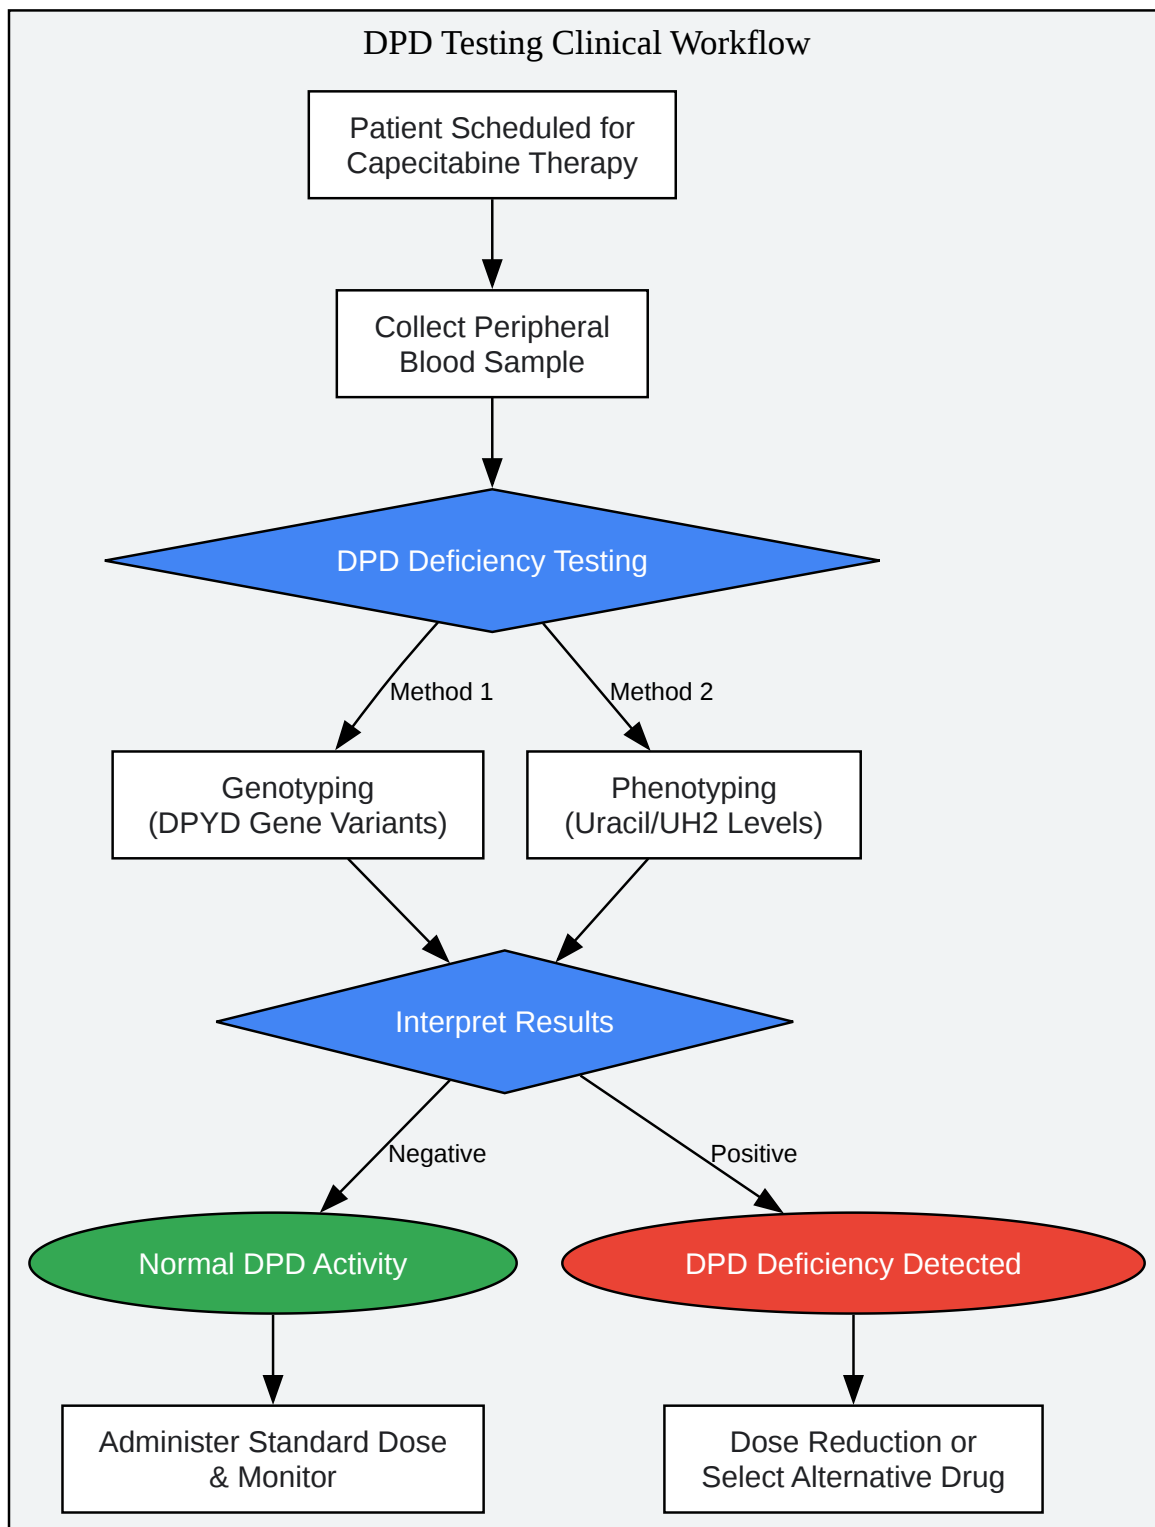 DPD Testing Clinical Workflow
Patient Scheduled for
Capecitabine Therapy
Collect Peripheral
Blood Sample
DPD Deficiency Testing
Method 1
Method 2
Genotyping
(DPYD Gene Variants)
Phenotyping
(Uracil/UH2 Levels)
Interpret Results
Negative
Positive
Normal DPD Activity
DPD Deficiency Detected
Administer Standard Dose
& Monitor
Dose Reduction or
Select Alternative Drug